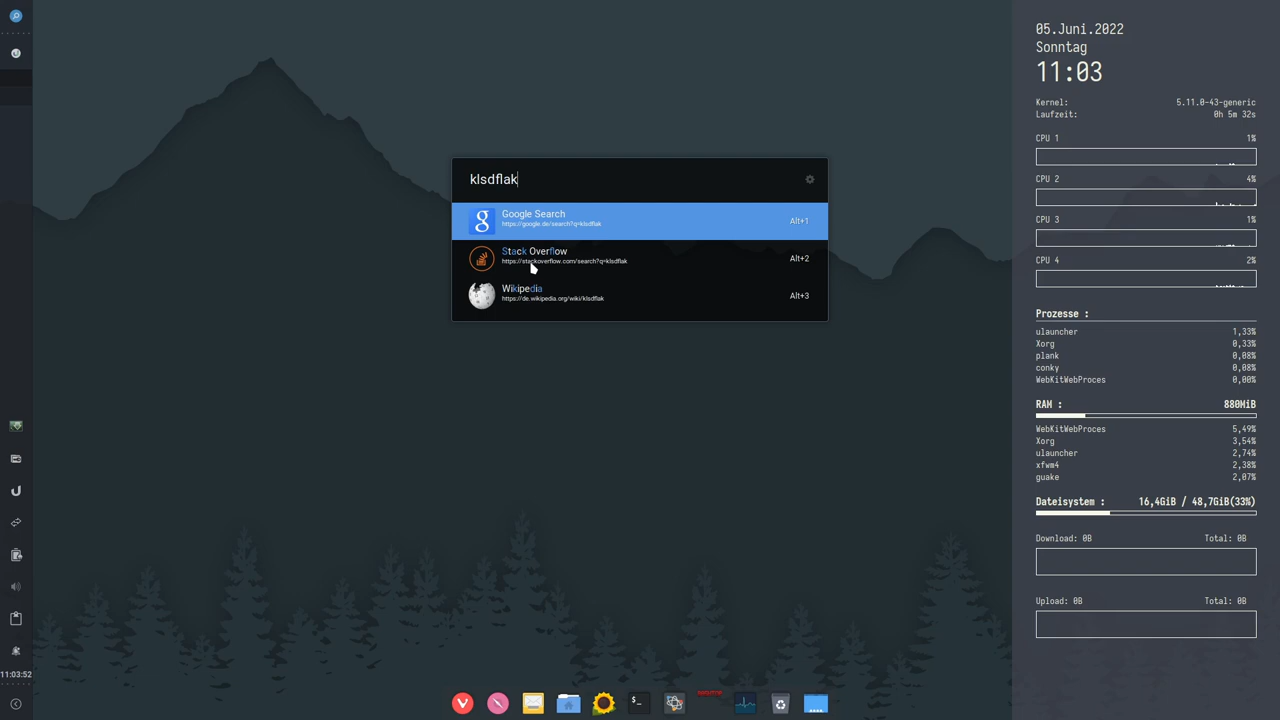 klsdflak
Google Search
https://google.de/search?q=klsdflak
Alt+1
Stack Overflow
https://stackoverflow.com/search?q=klsdflak
Alt+2
Wikipedia
https://de.wikipedia.org/wiki/klsdflak
Alt+3
05.Juni.2022
Sonntag
11:03
Kernel: 5.11.0-43-generic
Laufzeit: 0h 5m 32s
CPU 1 1%
CPU 2 4%
CPU 3 1%
CPU 4 2%
Prozesse :
ulauncher 1,33%
Xorg 0,33%
plank 0,08%
conky 0,08%
WebKitWebProces 0,00%
RAM : 880MiB
WebKitWebProces 5,49%
Xorg 3,54%
ulauncher 2,74%
xfwm4 2,38%
guake 2,07%
Dateisystem : 16,4GiB / 48,7GiB(33%)
Download: 0B Total: 0B
Upload: 0B Total: 0B
11:03:52